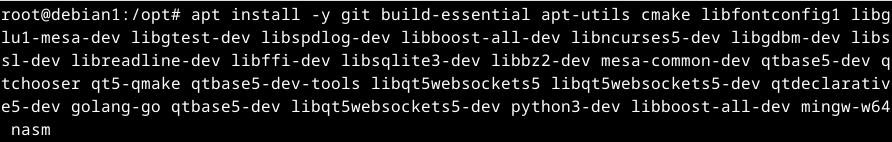 root@debian1:/opt# apt install -y git build-essential apt-utils cmake libfontconfig1 libg
lu1-mesa-dev libgtest-dev libspdlog-dev libboost-all-dev libncurses5-dev libgdbm-dev libs
sl-dev libreadline-dev libffi-dev libsqlite3-dev libbz2-dev mesa-common-dev qtbase5-dev q
tchooser qt5-qmake qtbase5-dev-tools libqt5websockets5 libqt5websockets5-dev qtdeclarativ
e5-dev golang-go qtbase5-dev libqt5websockets5-dev python3-dev libboost-all-dev mingw-w64
 nasm